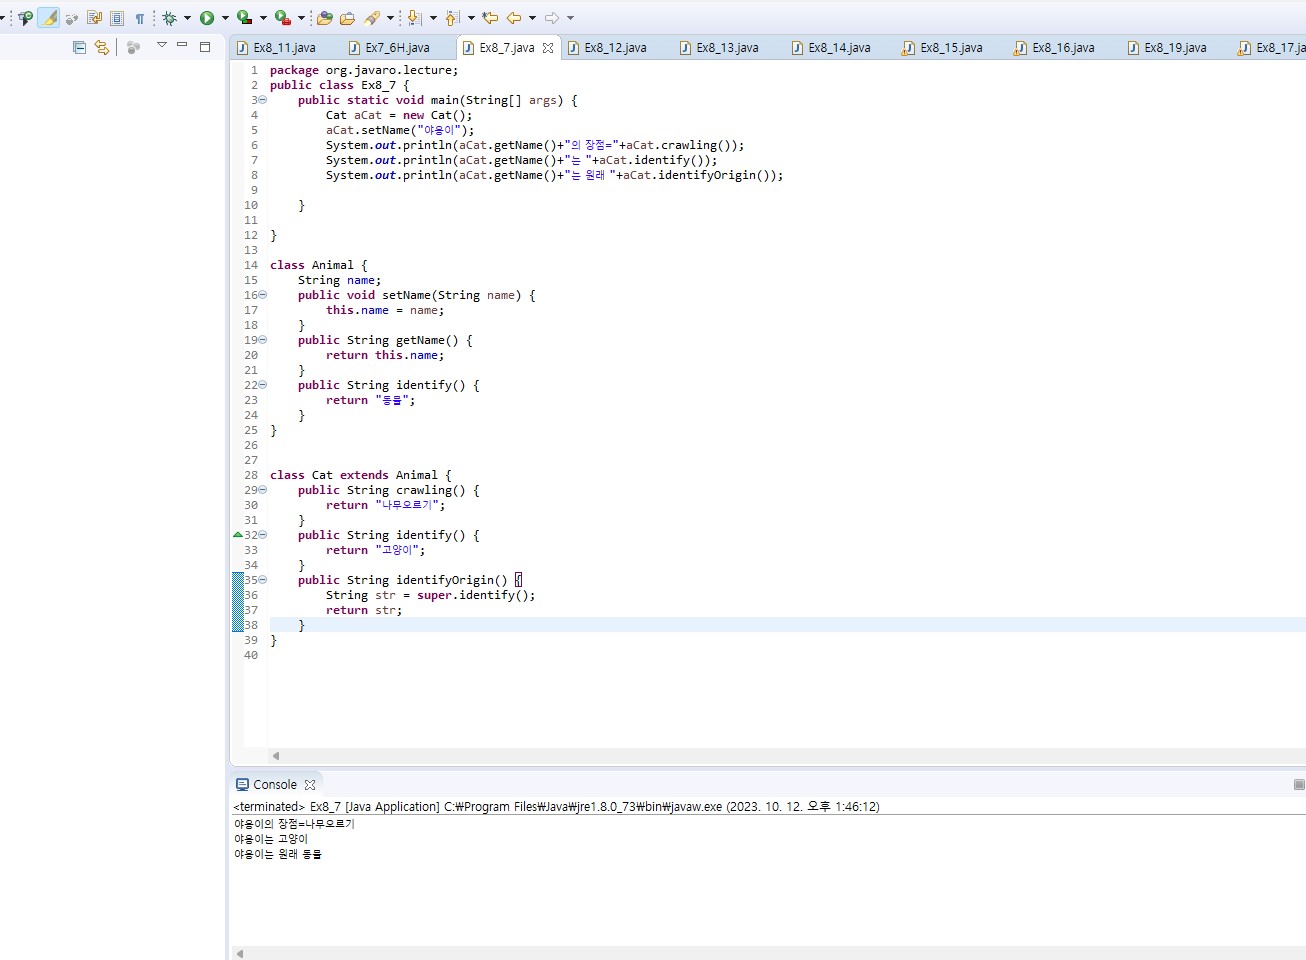 Ex8_11.java Ex7_6H.java Ex8_7.java Ex8_12.java Ex8_13.java Ex8_14.java Ex8_15.java Ex8_16.java Ex8_19.java Ex8_17.ja
1 package org.javaro.lecture;
2 public class Ex8_7 {
3 public static void main(String[] args) {
4 Cat aCat = new Cat();
5 aCat.setName("야옹이");
6 System.out.println(aCat.getName()+"의 장점="+aCat.crawling());
7 System.out.println(aCat.getName()+"는 "+aCat.identify());
8 System.out.println(aCat.getName()+"는 원래 "+aCat.identifyOrigin());
9
10 }
11
12 }
13
14 class Animal {
15 String name;
16 public void setName(String name) {
17 this.name = name;
18 }
19 public String getName() {
20 return this.name;
21 }
22 public String identify() {
23 return "동물";
24 }
25 }
26
27
28 class Cat extends Animal {
29 public String crawling() {
30 return "나무오르기";
31 }
32 public String identify() {
33 return "고양이";
34 }
35 public String identifyOrigin() {
36 String str = super.identify();
37 return str;
38 }
39 }
40
Console
<terminated> Ex8_7 [Java Application] C:₩Program Files₩Java₩jre1.8.0_73₩bin₩javaw.exe (2023. 10. 12. 오후 1:46:12)
야옹이의 장점=나무오르기
야옹이는 고양이
야옹이는 원래 동물